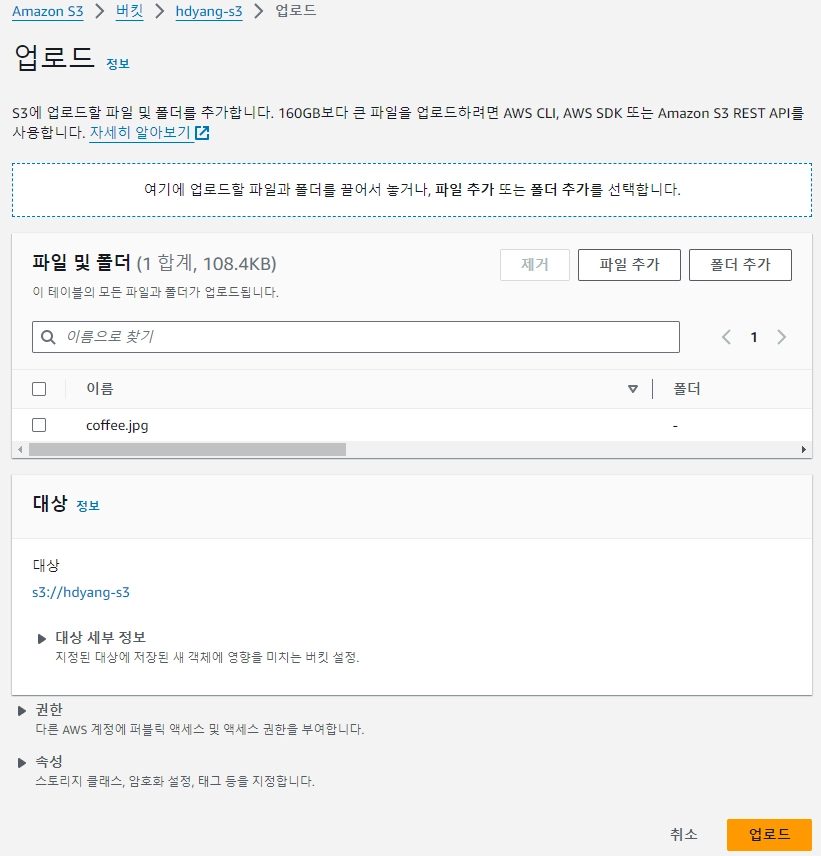 Amazon S3 > 버킷 > hdyang-s3 > 업로드
업로드 정보
S3에 업로드할 파일 및 폴더를 추가합니다. 160GB보다 큰 파일을 업로드하려면 AWS CLI, AWS SDK 또는 Amazon S3 REST API를
사용합니다. 자세히 알아보기
여기에 업로드할 파일과 폴더를 끌어서 놓거나, 파일 추가 또는 폴더 추가를 선택합니다.
파일 및 폴더 (1 합계, 108.4KB) 제거 파일 추가 폴더 추가
이 테이블의 모든 파일과 폴더가 업로드됩니다.
이름으로 찾기 < 1 >
이름 폴더
coffee.jpg -
대상 정보
대상
s3://hdyang-s3
대상 세부 정보
지정된 대상에 저장된 새 객체에 영향을 미치는 버킷 설정.
권한
다른 AWS 계정에 퍼블릭 액세스 및 액세스 권한을 부여합니다.
속성
스토리지 클래스, 암호화 설정, 태그 등을 지정합니다.
취소 업로드